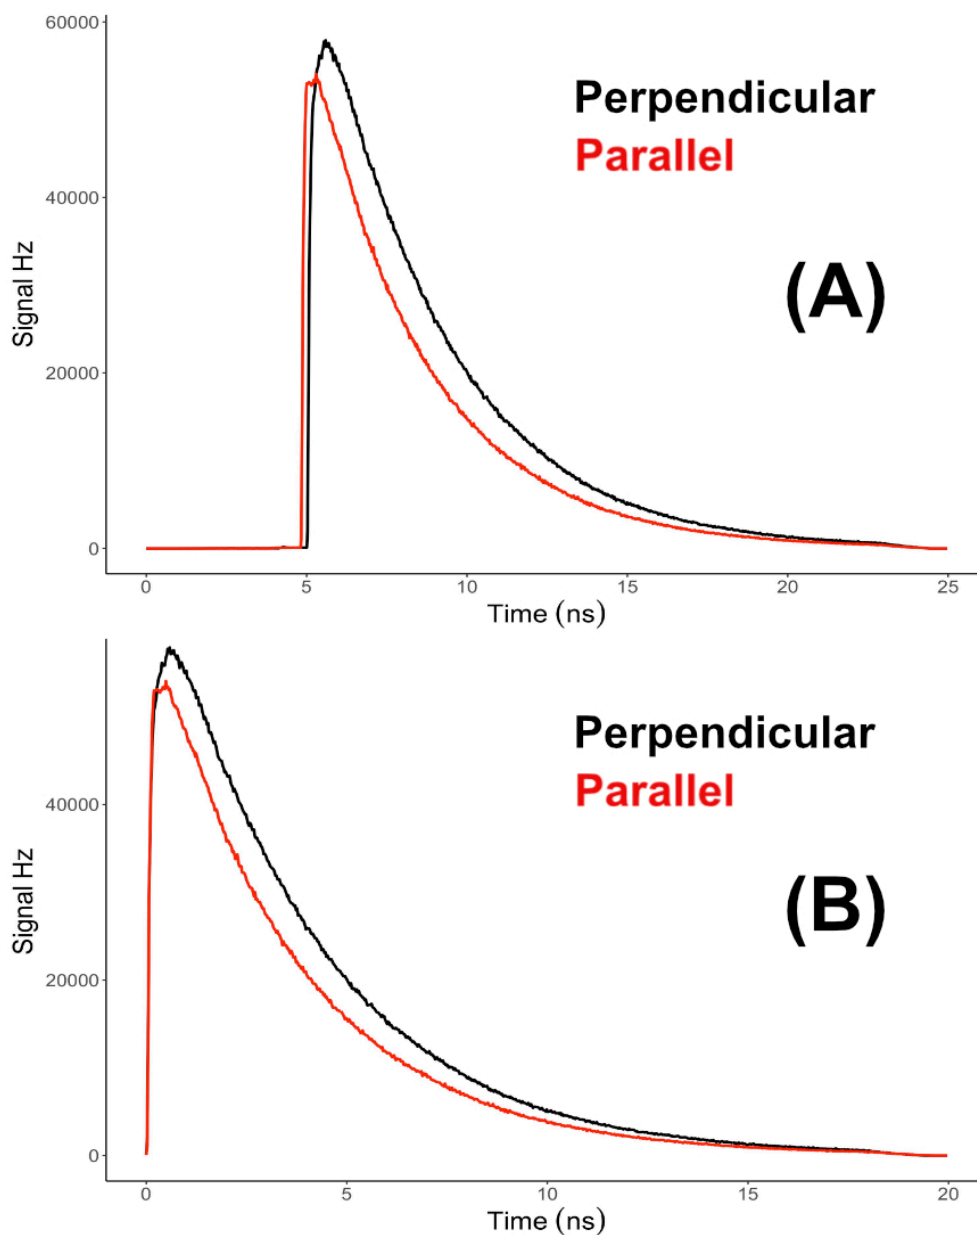 60000
40000
20000
0
Signal Hz
Perpendicular
Parallel
(A)
0 5 10 15 20 25
Time (ns)
40000
20000
0
Signal Hz
Perpendicular
Parallel
(B)
0 5 10 15 20
Time (ns)